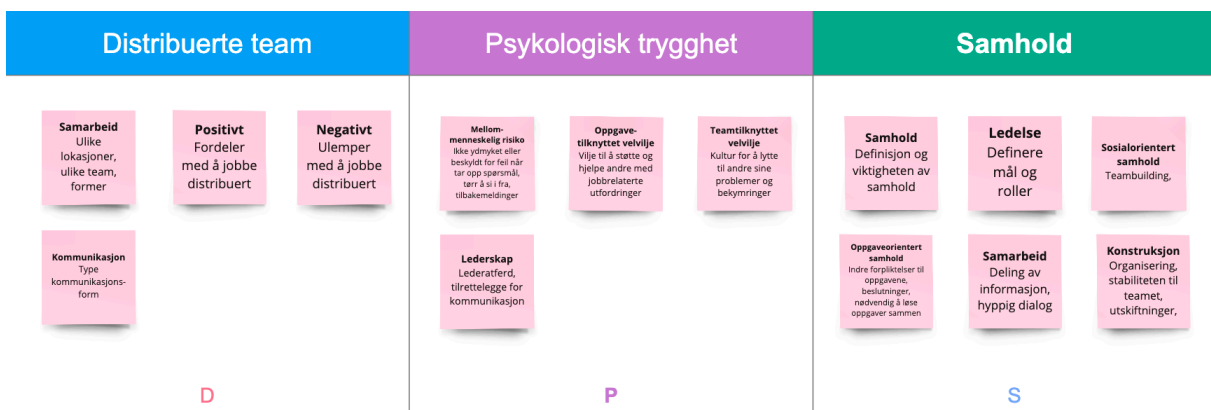 Distribuerte team
Psykologisk trygghet
Samhold
Samarbeid
Ulike
lokasjoner,
ulike team,
former
Positivt
Fordeler
med å jobbe
distribuert
Negativt
Ulemper
med å jobbe
distribuert
Kommunikasjon
Type
kommunikasjons-
form
D
Mellom-
menneskelig risiko
Ikke ydmyket eller
beskyldt for feil når
tar opp spørsmål,
tørr å si i fra,
tilbakemeldinger
Oppgave-
tilknyttet velvilje
Vilje til å støtte og
hjelpe andre med
jobbrelaterte
utfordringer
Teamtilknyttet
velvilje
Kultur for å lytte
til andre sine
problemer og
bekymringer
Lederskap
Lederatferd,
tilrettelegge for
kommunikasjon
P
Samhold
Definisjon og
viktigheten av
samhold
Ledelse
Definere
mål og
roller
Sosialorientert
samhold
Teambuilding,
Oppgaveorientert
samhold
Indre forpliktelser til
oppgavene,
beslutninger,
nødvendig å løse
oppgaver sammen
Samarbeid
Deling av
informasjon,
hyppig dialog
Konstruksjon
Organisering,
stabiliteten til
teamet,
utskiftninger,
S